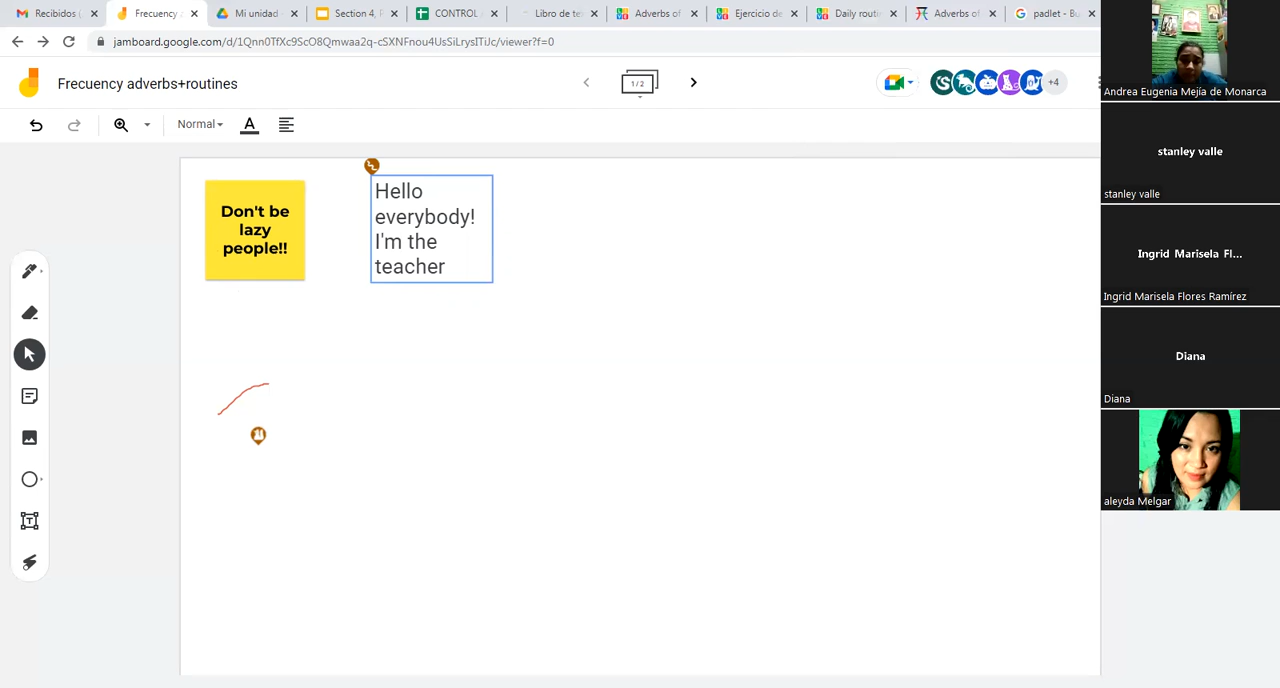 Recibidos (
Frecuency a
Mi unidad
Section 4, P
CONTROL
Libro de te
Adverbs of
Ejercicio de
Daily routin
Adverbs of
padlet - Bu
jamboard.google.com/d/1Qnn0TfXc9ScO8Qmwaa2q-cSXNFnou4UsSiLrysJTiJc/viewer?f=0
Frecuency adverbs+routines
1/2
+4
Normal
Don't be
lazy
people!!
Hello
everybody!
I'm the
teacher
Andrea Eugenia Mejía de Monarca
stanley valle
stanley valle
Ingrid Marisela Fl...
Ingrid Marisela Flores Ramírez
Diana
Diana
aleyda Melgar